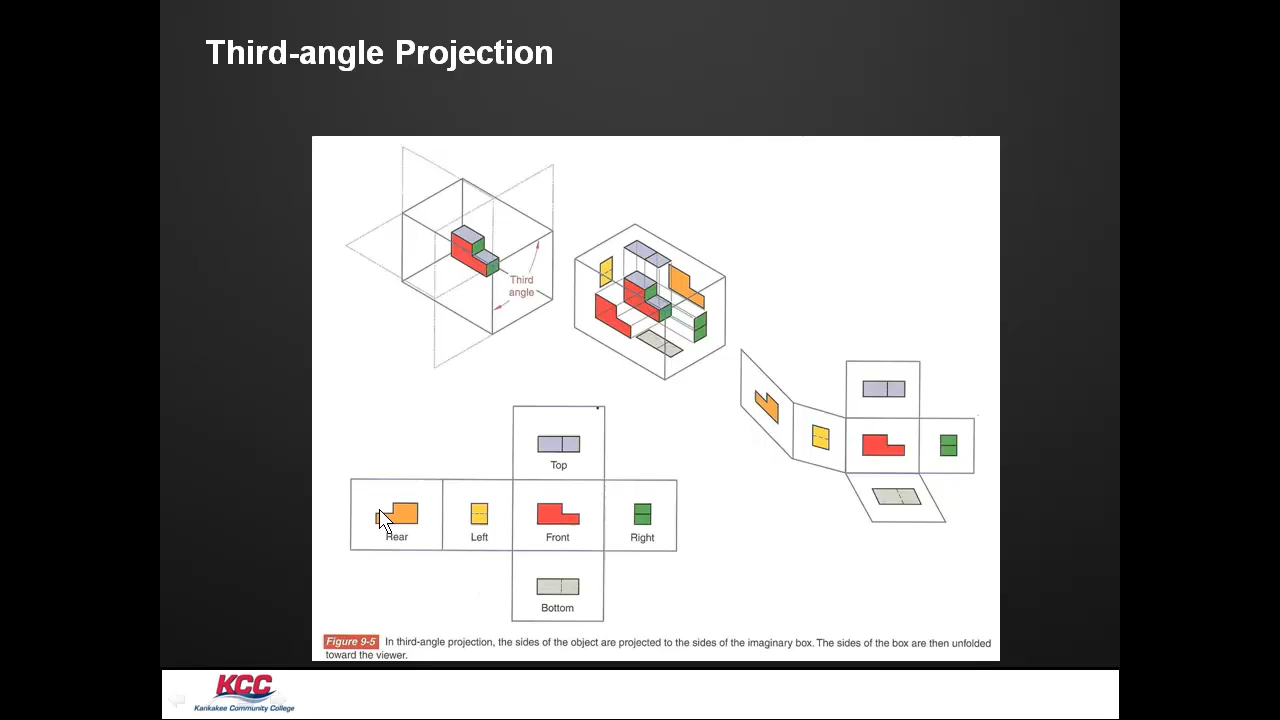 Third-angle Projection
Third
angle
Top
Rear
Left
Front
Right
Bottom
Figure 9-5 In third-angle projection, the sides of the object are projected to the sides of the imaginary box. The sides of the box are then unfolded
toward the viewer.
KCC
Kankakee Community College